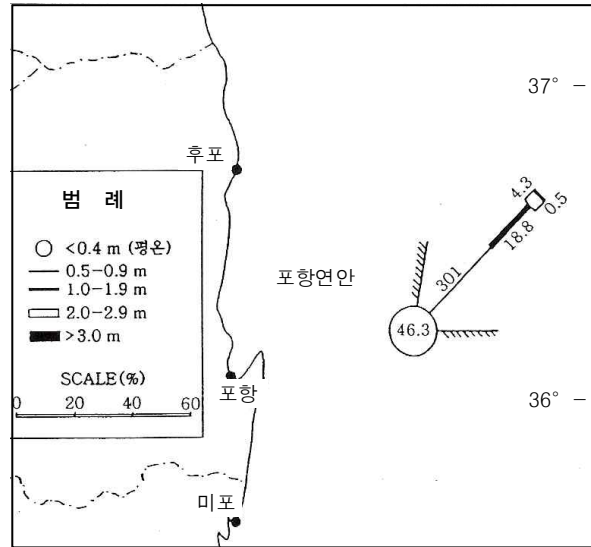 37°
후포
범 례
<0.4 m (평온)
0.5-0.9 m
1.0-1.9 m
2.0-2.9 m
>3.0 m
SCALE(%)
0 20 40 60
4.3
0.5
18.8
301
46.3
포항연안
포항
36°
미포